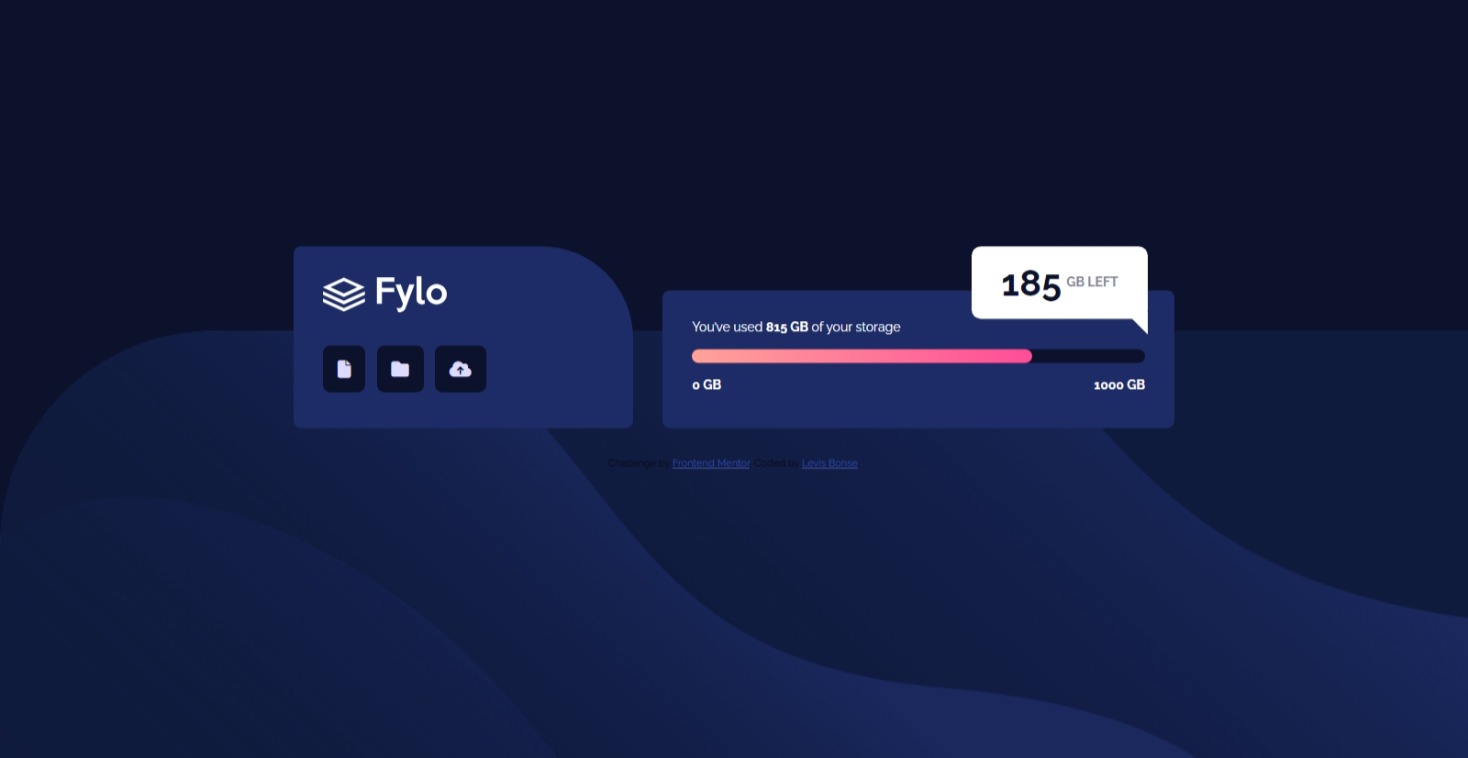 Fylo
185 GB LEFT
You've used 815 GB of your storage
0 GB
1000 GB
Challenge by Frontend Mentor. Coded by Levis Bonse